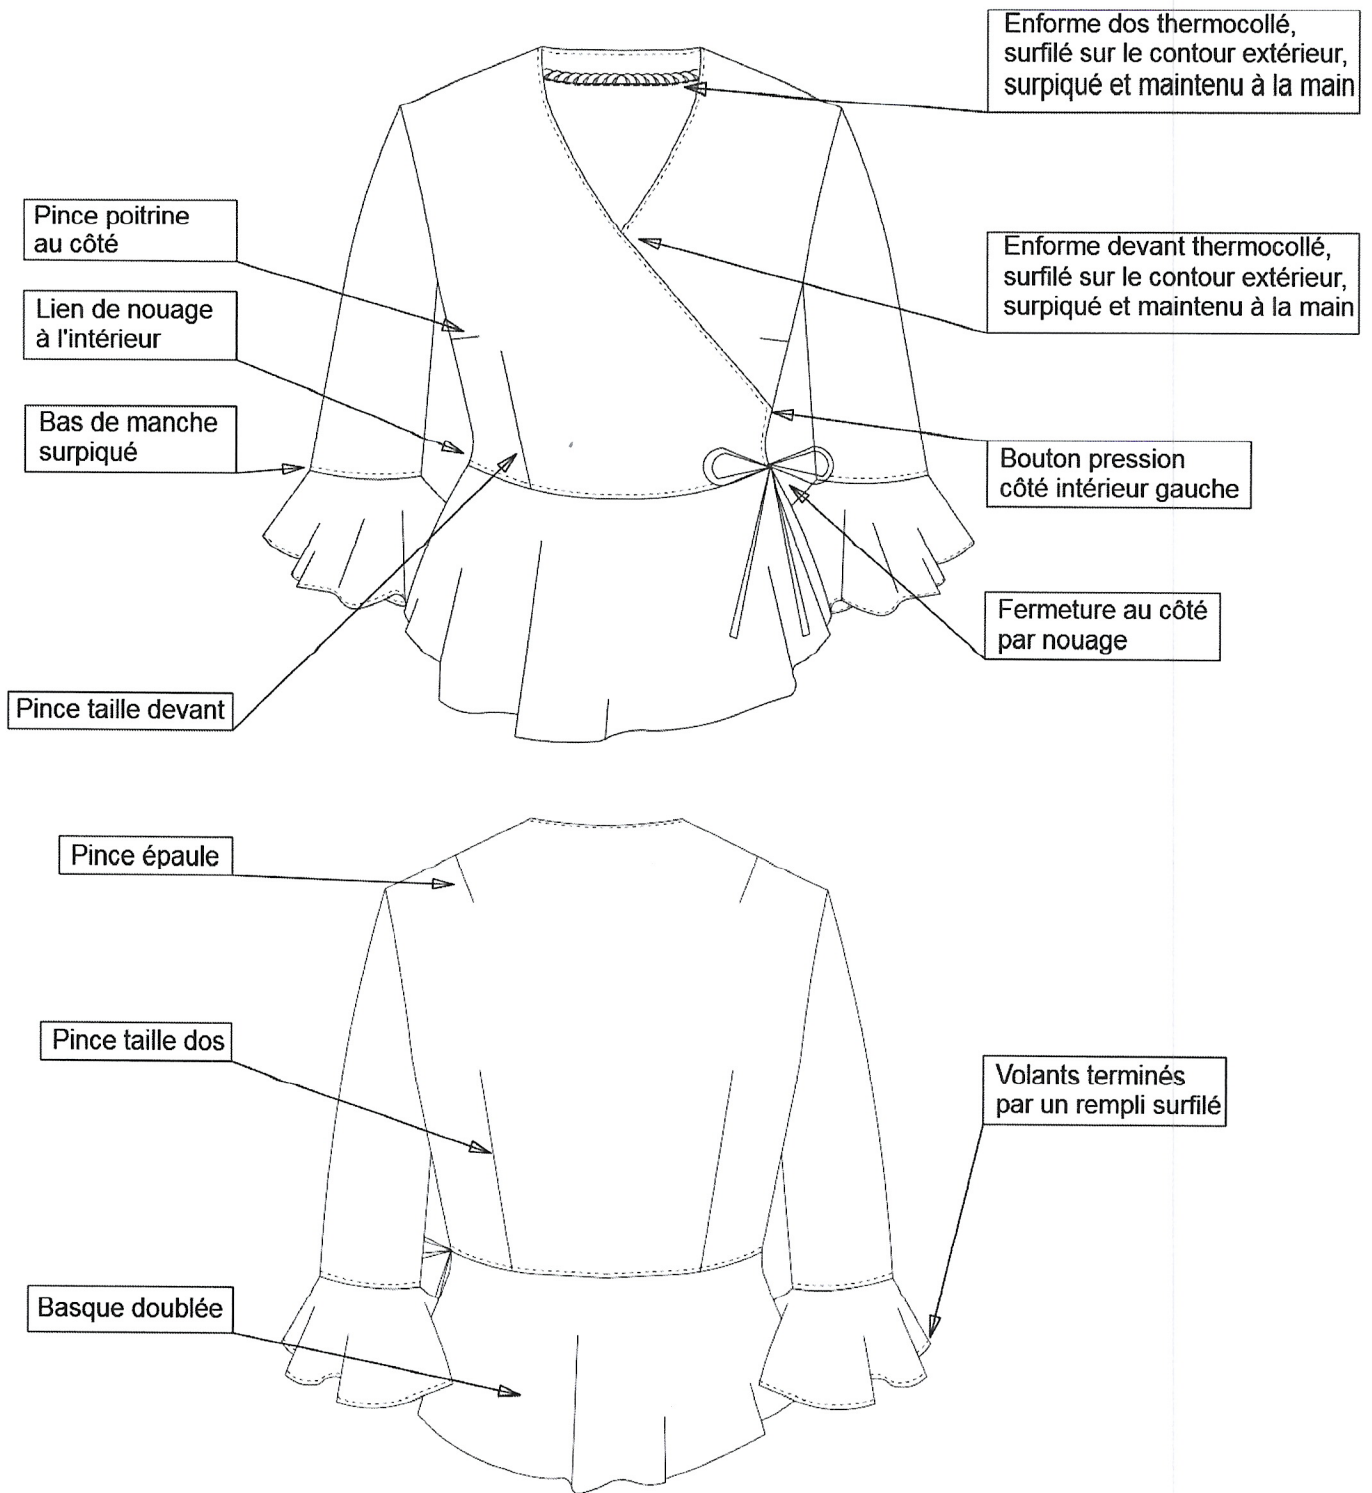 Enforme dos thermocollé,
surfilé sur le contour extérieur,
surpiqué et maintenu à la main
Pince poitrine
au côté
Enforme devant thermocollé,
surfilé sur le contour extérieur,
surpiqué et maintenu à la main
Lien de nouage
à l'intérieur
Bas de manche
surpiqué
Bouton pression
côté intérieur gauche
Fermeture au côté
par nouage
Pince taille devant
Pince épaule
Pince taille dos
Volants terminés
par un rempli surfilé
Basque doublée